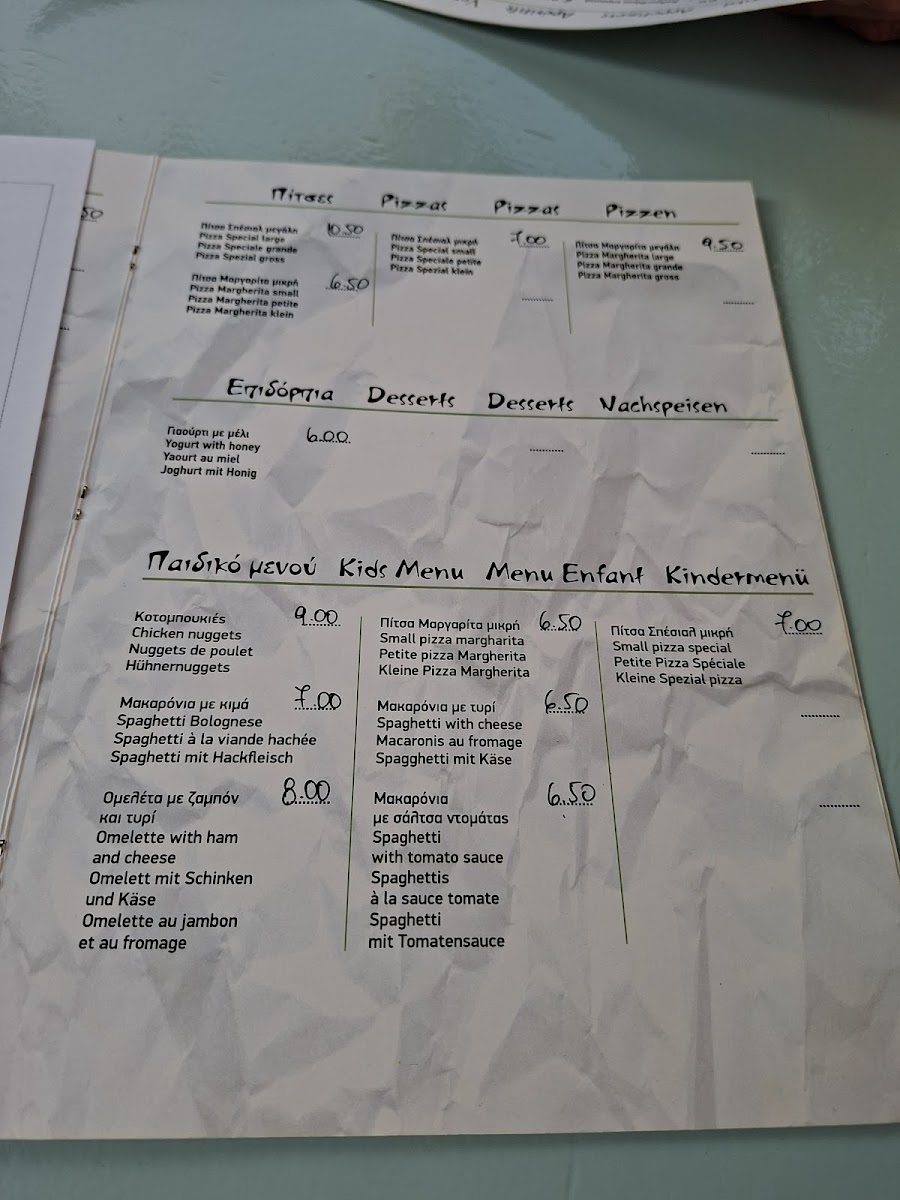 50
Πίτσες Pizzas Pizzas Pizzen
Πίτσα Σπέσιαλ μεγάλη 10.50
Pizza Special large
Pizza Speciale grande
Pizza Spezial gross
Πίτσα Μαργαρίτα μικρή 6.50
Pizza Margherita small
Pizza Margherita petite
Pizza Margherita klein
Πίτσα Σπέσιαλ μικρή 7.00
Pizza Special small
Pizza Speciale petite
Pizza Spezial klein
Πίτσα Μαργαρίτα μεγάλη 9.50
Pizza Margherita large
Pizza Margherita grande
Pizza Margherita gross
Επιδόρπια Desserts Desserts Nachspeisen
Γιαούρτι με μέλι 6.00
Yogurt with honey
Yaourt au miel
Joghurt mit Honig
Παιδικό μενού Kids Menu Menu Enfant Kindermenü
Κοτομπουκιές 9.00
Chicken nuggets
Nuggets de poulet
Hühnernuggets
Μακαρόνια με κιμά 7.00
Spaghetti Bolognese
Spaghetti à la viande hachée
Spaghetti mit Hackfleisch
Ομελέτα με ζαμπόν 8.00
και τυρί
Omelette with ham
and cheese
Omelett mit Schinken
und Käse
Omelette au jambon
et au fromage
Πίτσα Μαργαρίτα μικρή 6.50
Small pizza margharita
Petite pizza Margherita
Kleine Pizza Margherita
Μακαρόνια με τυρί 6.50
Spaghetti with cheese
Macaronis au fromage
Spagghetti mit Käse
Μακαρόνια 6.50
με σάλτσα ντομάτας
Spaghetti
with tomato sauce
Spaghettis
à la sauce tomate
Spaghetti
mit Tomatensauce
Πίτσα Σπέσιαλ μικρή 7.00
Small pizza special
Petite Pizza Spéciale
Kleine Spezial pizza